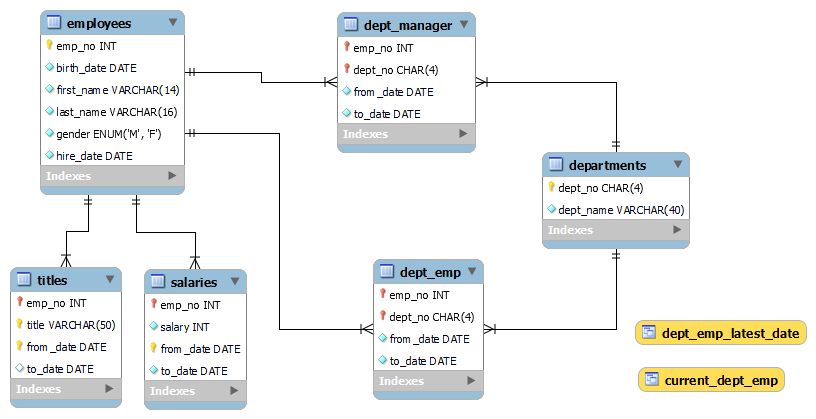 employees
emp_no INT
birth_date DATE
first_name VARCHAR(14)
last_name VARCHAR(16)
gender ENUM('M', 'F')
hire_date DATE
Indexes
dept_manager
emp_no INT
dept_no CHAR(4)
from_date DATE
to_date DATE
Indexes
departments
dept_no CHAR(4)
dept_name VARCHAR(40)
Indexes
titles
emp_no INT
title VARCHAR(50)
from_date DATE
to_date DATE
Indexes
salaries
emp_no INT
salary INT
from_date DATE
to_date DATE
Indexes
dept_emp
emp_no INT
dept_no CHAR(4)
from_date DATE
to_date DATE
Indexes
dept_emp_latest_date
current_dept_emp